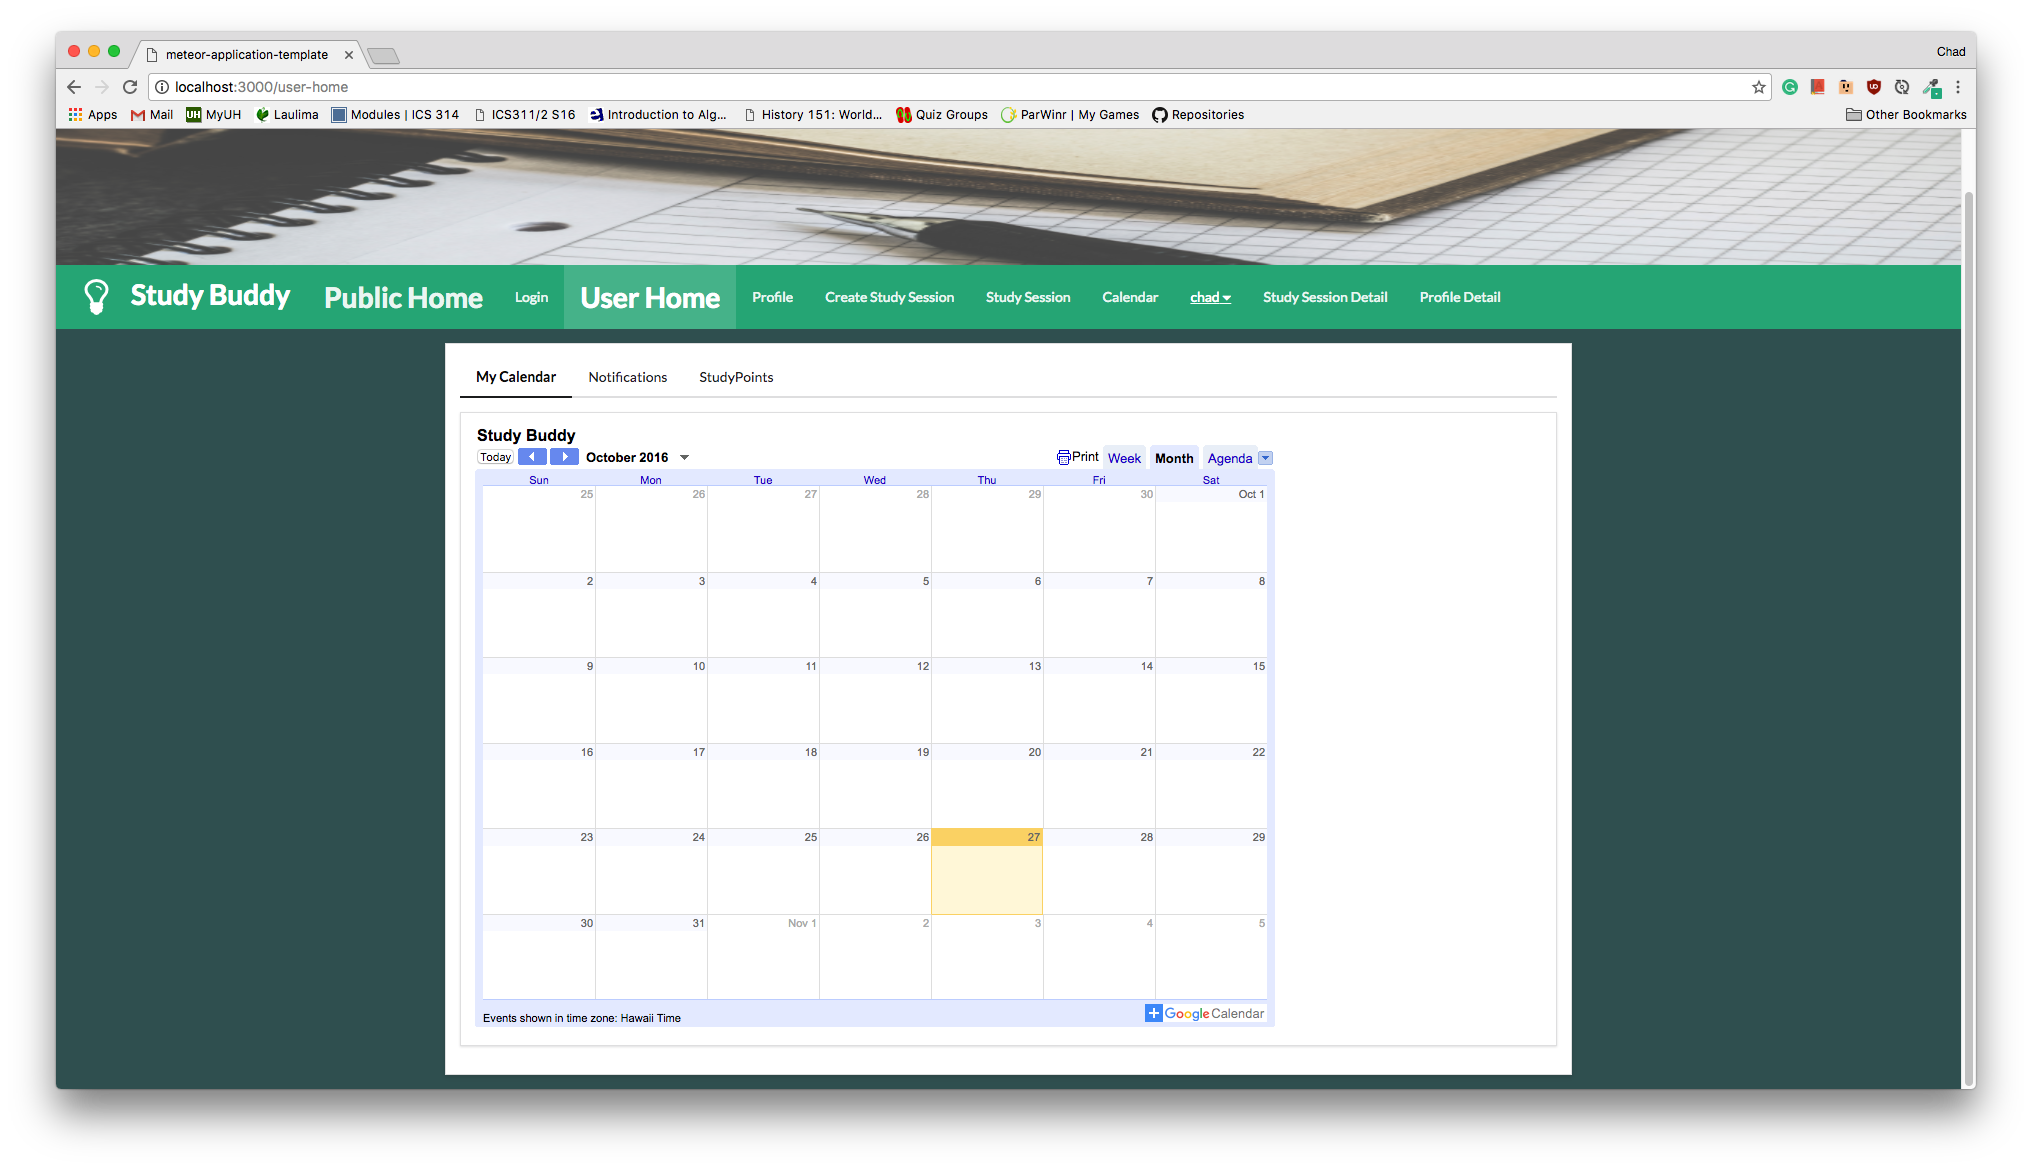 meteor-application-template
Chad
localhost:3000/user-home
Apps Mail MyUH Laulima Modules | ICS 314 ICS311/2 S16 Introduction to Alg... History 151: World... Quiz Groups ParWinr | My Games Repositories Other Bookmarks
Study Buddy Public Home Login User Home Profile Create Study Session Study Session Calendar chad Study Session Detail Profile Detail
My Calendar Notifications StudyPoints
Study Buddy
Today October 2016 Print Week Month Agenda
Sun Mon Tue Wed Thu Fri Sat
25 26 27 28 29 30 Oct 1
2 3 4 5 6 7 8
9 10 11 12 13 14 15
16 17 18 19 20 21 22
23 24 25 26 27 28 29
30 31 Nov 1 2 3 4 5
Events shown in time zone: Hawaii Time
Google Calendar